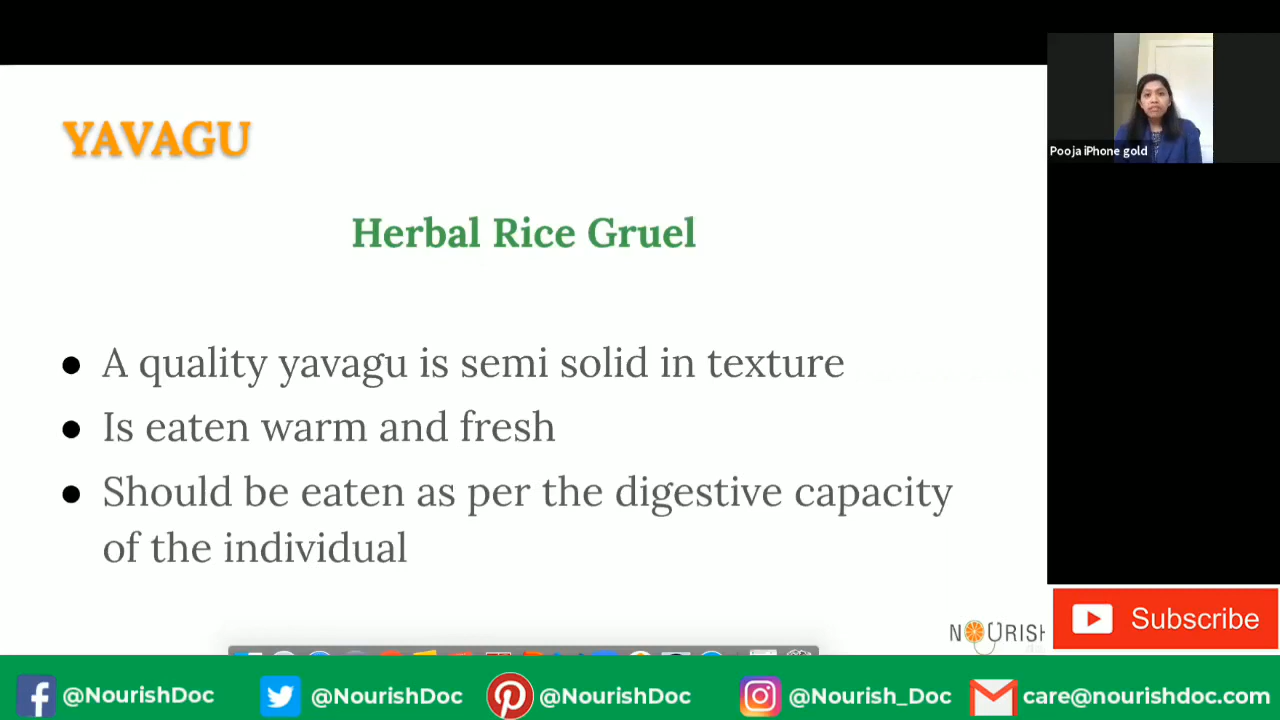 YAVAGU
Herbal Rice Gruel
● A quality yavagu is semi solid in texture
● Is eaten warm and fresh
● Should be eaten as per the digestive capacity
of the individual
Pooja iPhone gold
NOURISH
Subscribe
@NourishDoc
@NourishDoc
@NourishDoc
@Nourish_Doc
care@nourishdoc.com